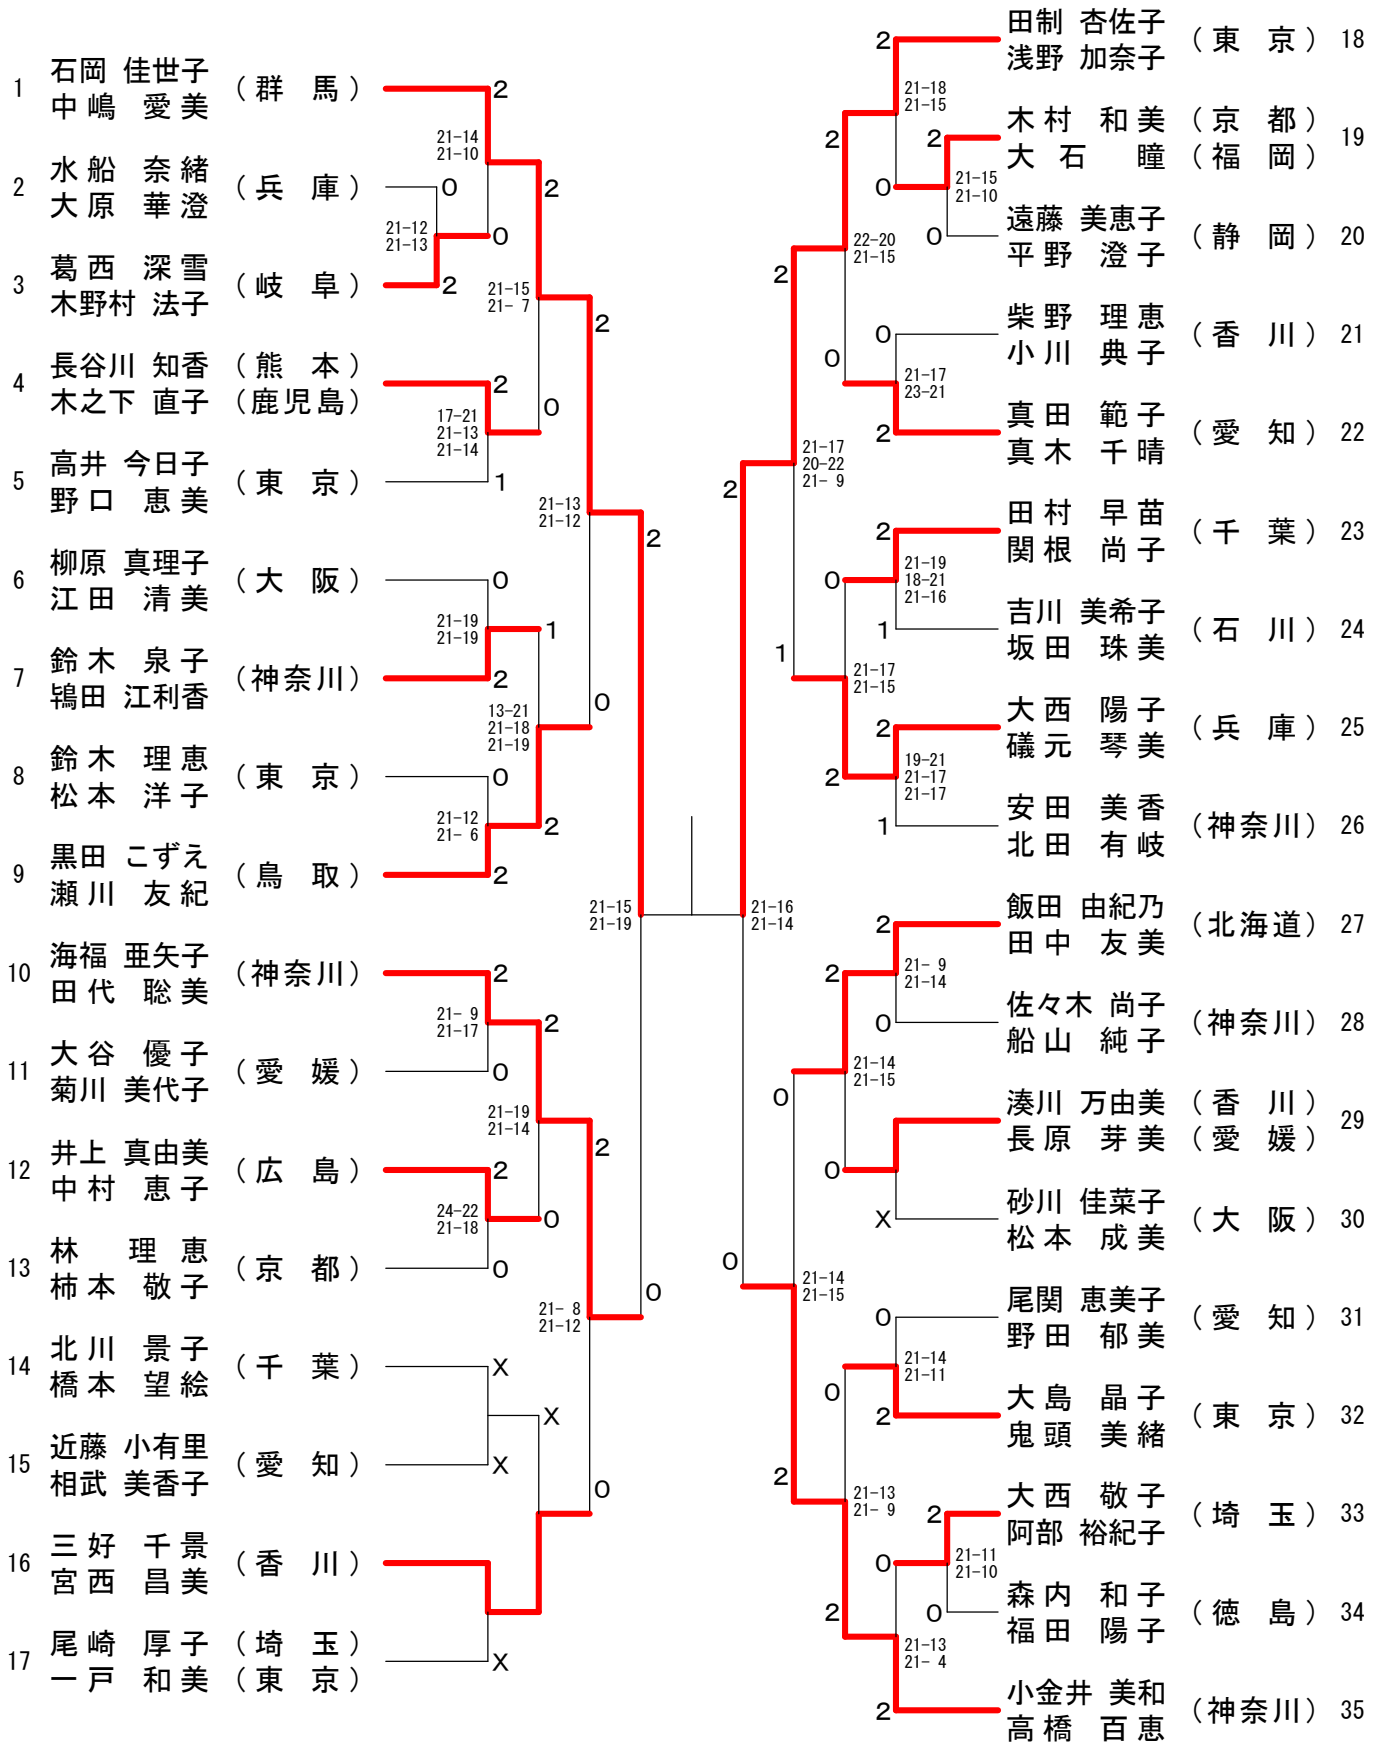 1 石岡 佳世子 (群 馬) 2
中嶋 愛美
21-14
21-10
2 水船 奈緒 (兵 庫) 0
大原 華澄
2
21-12
21-13
0
3 葛西 深雪 (岐 阜) 2
木野村 法子
21-15
21- 7
2
4 長谷川 知香 (熊 本) 2
木之下 直子 (鹿児島)
0
17-21
21-13
21-14
5 高井 今日子 (東 京) 1
野口 恵美
21-13
21-12
2
6 柳原 真理子 (大 阪) 0
江田 清美
21-19
21-19
1
7 鈴木 泉子 (神奈川) 2
鴇田 江利香
0
13-21
21-18
21-19
8 鈴木 理恵 (東 京) 0
松本 洋子
21-12
21- 6
2
9 黒田 こずえ (鳥 取) 2
瀬川 友紀
21-15
21-19
10 海福 亜矢子 (神奈川) 2
田代 聡美
21- 9
21-17
2
11 大谷 優子 (愛 媛) 0
菊川 美代子
21-19
21-14
2
12 井上 真由美 (広 島) 2
中村 恵子
24-22
21-18
0
13 林 理恵 (京 都) 0
柿本 敬子
0
21- 8
21-12
14 北川 景子 (千 葉) X
橋本 望絵
X
15 近藤 小有里 (愛 知) X
相武 美香子
0
16 三好 千景 (香 川)
宮西 昌美
17 尾崎 厚子 (埼 玉) X
一戸 和美 (東 京)
2 田制 杏佐子 (東 京) 18
浅野 加奈子
21-18
21-15
2
2 木村 和美 (京 都) 19
大石 瞳 (福 岡)
0
21-15
21-10
0 遠藤 美恵子 (静 岡) 20
平野 澄子
22-20
21-15
2
0 柴野 理恵 (香 川) 21
小川 典子
0
21-17
23-21
2 真田 範子 (愛 知) 22
真木 千晴
21-17
20-22
21- 9
2
2 田村 早苗 (千 葉) 23
関根 尚子
0
21-19
18-21
21-16
1 吉川 美希子 (石 川) 24
坂田 珠美
1
21-17
21-15
2 大西 陽子 (兵 庫) 25
礒元 琴美
2
19-21
21-17
21-17
1 安田 美香 (神奈川) 26
北田 有岐
21-16
21-14
2 飯田 由紀乃 (北海道) 27
田中 友美
2
21- 9
21-14
0 佐々木 尚子 (神奈川) 28
船山 純子
0
21-14
21-15
湊川 万由美 (香 川) 29
長原 芽美 (愛 媛)
0
X 砂川 佳菜子 (大 阪) 30
松本 成美
0
21-14
21-15
0 尾関 恵美子 (愛 知) 31
野田 郁美
0
21-14
21-11
2 大島 晶子 (東 京) 32
鬼頭 美緒
2
21-13
21- 9
2 大西 敬子 (埼 玉) 33
阿部 裕紀子
0
21-11
21-10
0 森内 和子 (徳 島) 34
福田 陽子
2
21-13
21- 4
2 小金井 美和 (神奈川) 35
高橋 百恵